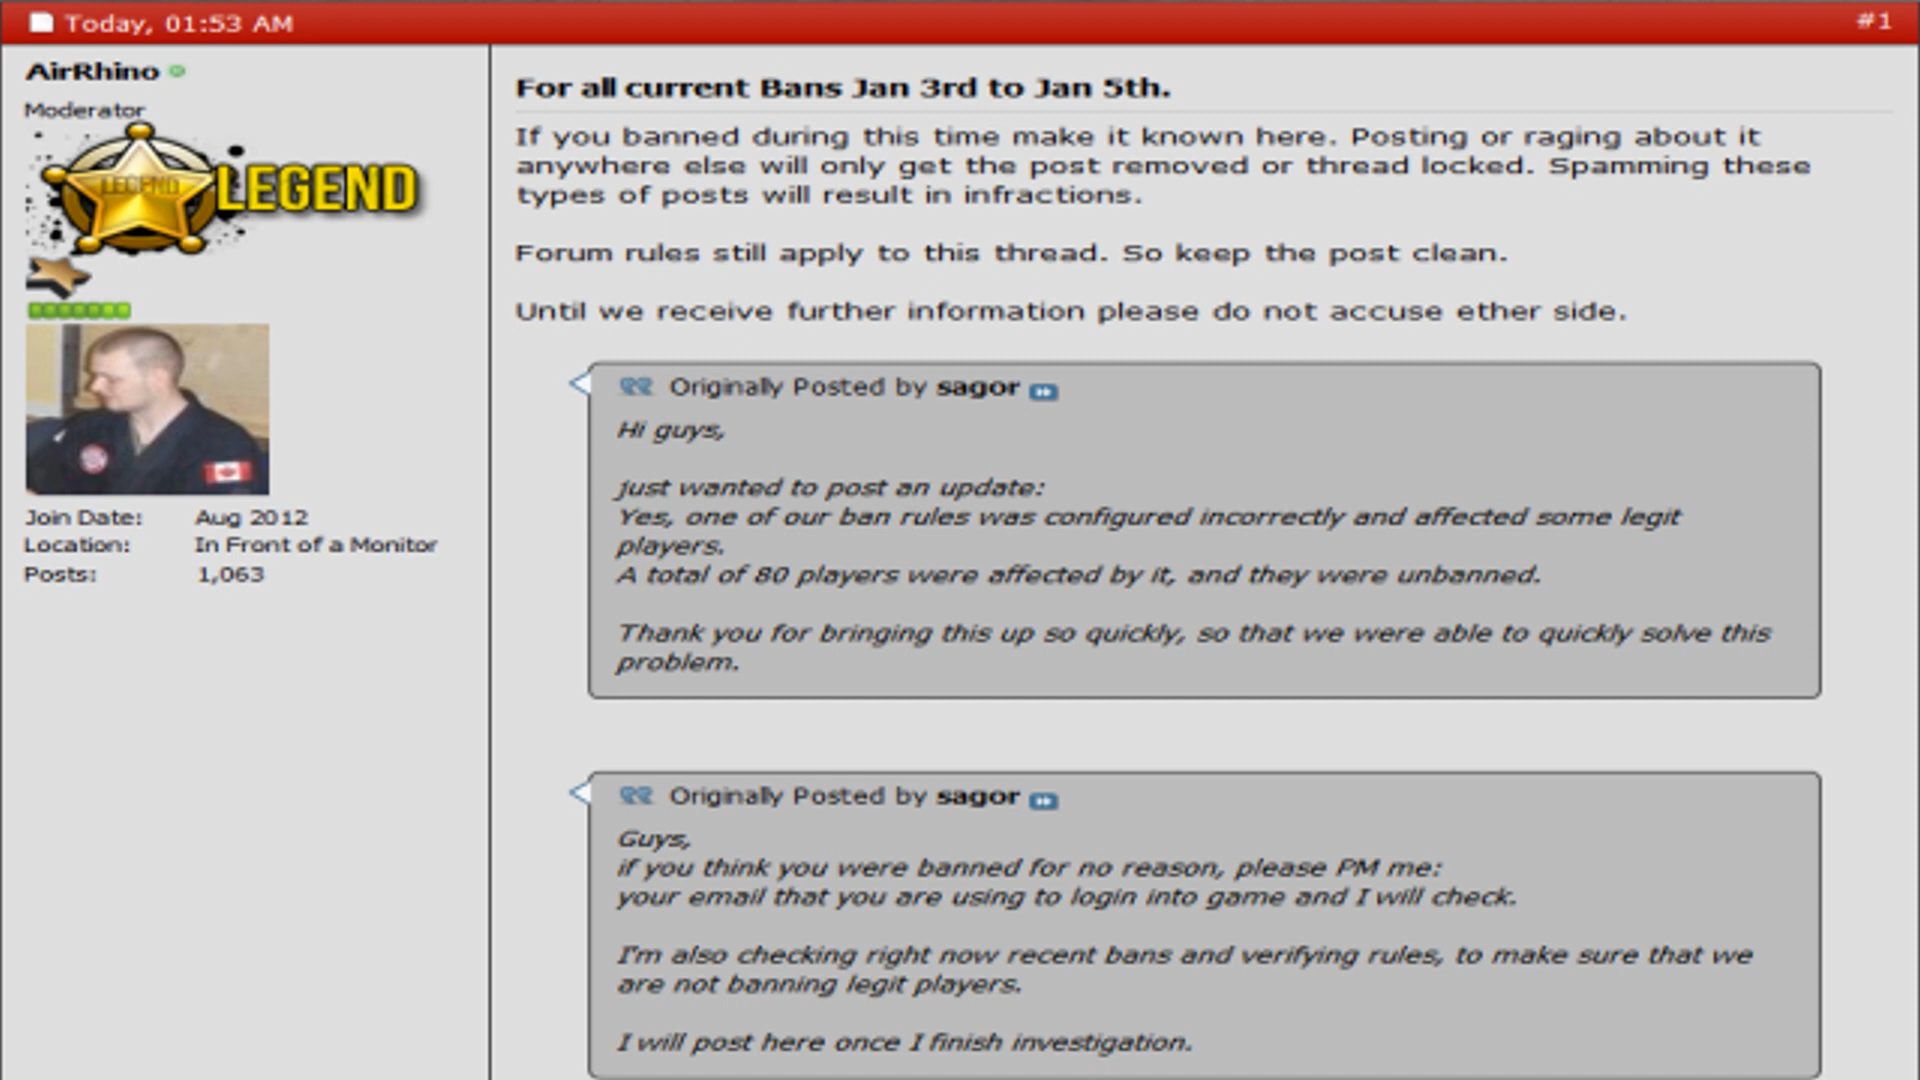 Today, 01:53 AM
#1
AirRhino
Moderator
LEGEND
LEGEND
Join Date: Aug 2012
Location: In Front of a Monitor
Posts: 1,063
For all current Bans Jan 3rd to Jan 5th.
If you banned during this time make it known here. Posting or raging about it
anywhere else will only get the post removed or thread locked. Spamming these
types of posts will result in infractions.
Forum rules still apply to this thread. So keep the post clean.
Until we receive further information please do not accuse ether side.
Originally Posted by sagor
Hi guys,
just wanted to post an update:
Yes, one of our ban rules was configured incorrectly and affected some legit
players.
A total of 80 players were affected by it, and they were unbanned.
Thank you for bringing this up so quickly, so that we were able to quickly solve this
problem.
Originally Posted by sagor
Guys,
if you think you were banned for no reason, please PM me:
your email that you are using to login into game and I will check.
I'm also checking right now recent bans and verifying rules, to make sure that we
are not banning legit players.
I will post here once I finish investigation.